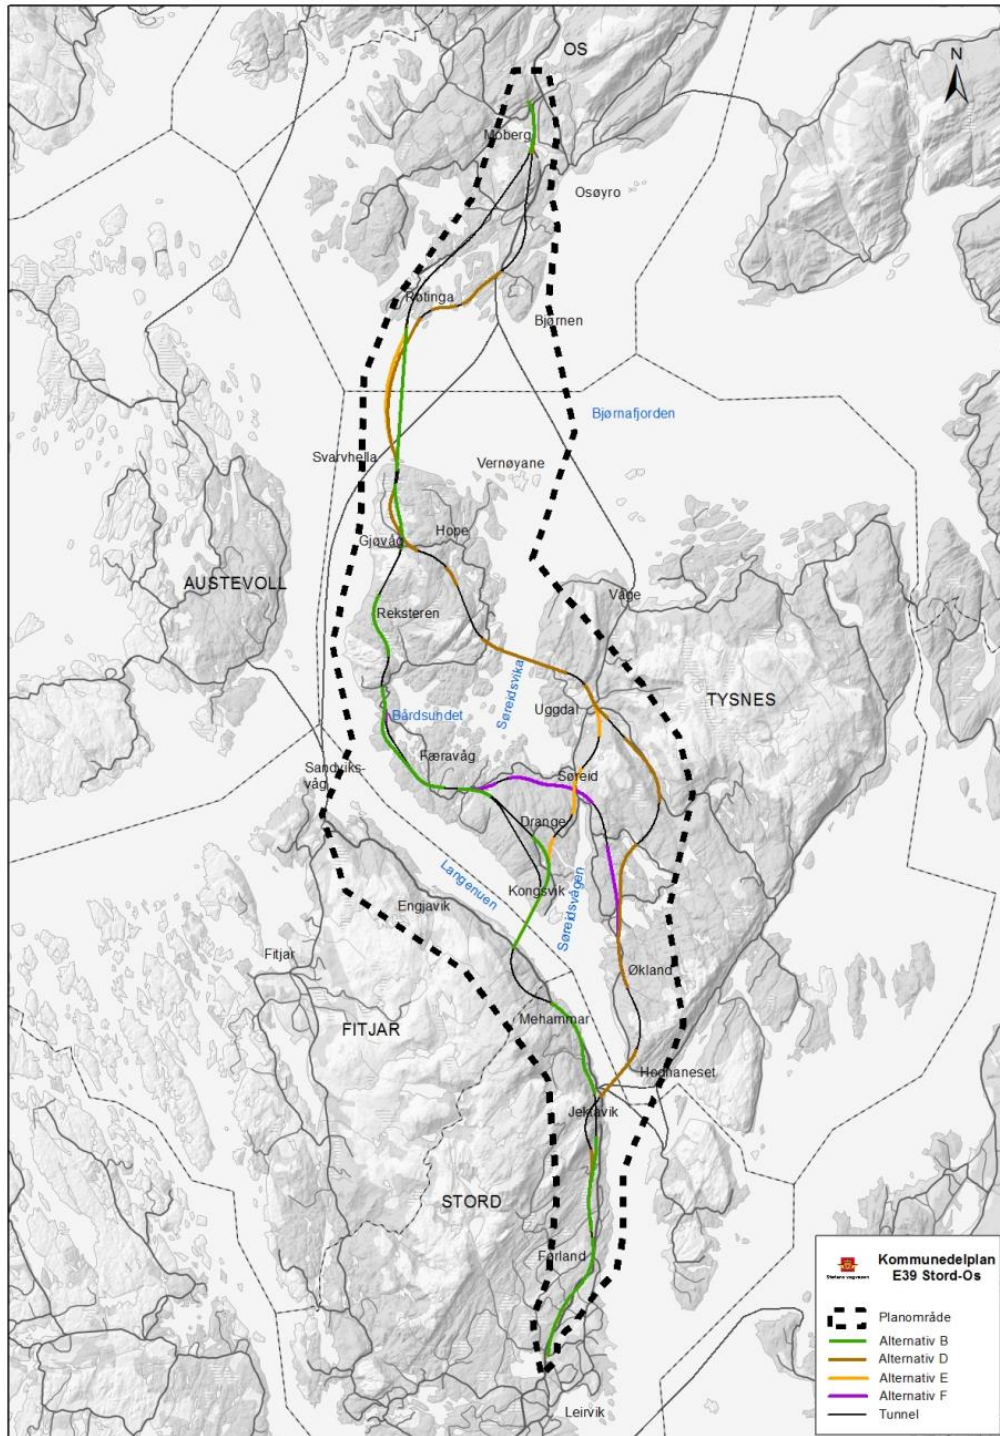 OS
N
Moberg
Osøyro
Røtinga
Bjørnen
Bjørnafjorden
Svarvhella
Vernøyane
Hope
Gjøvåg
AUSTEVOLL
Våge
Reksteren
Søreidsvika
TYSNES
Bårdsundet
Uggdal
Færavåg
Sandviks-
våg
Søreid
Drange
Langenuen
Kongsvik
Engjavik
Søreidsvågen
Fitjar
Økland
Mehammar
FITJAR
Hodnaneset
Jektavik
STORD
Førland
Leirvik
Statens vegvesen
Kommunedelplan
E39 Stord-Os
Planområde
Alternativ B
Alternativ D
Alternativ E
Alternativ F
Tunnel